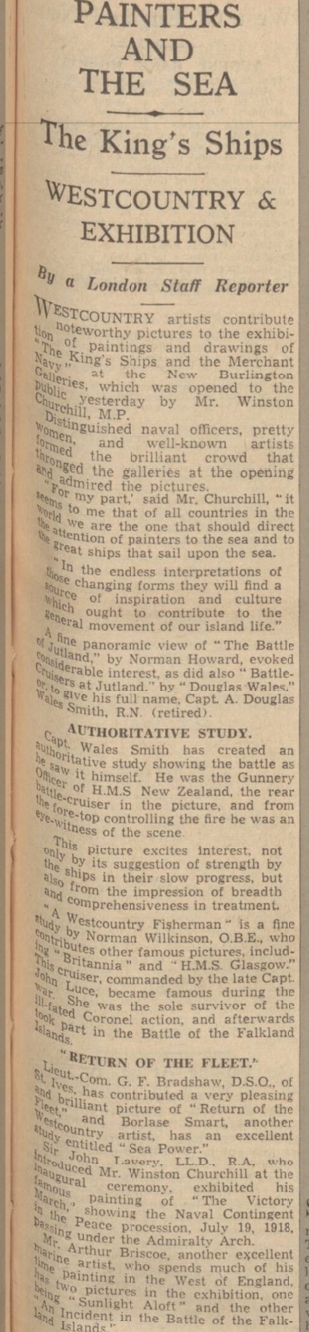 PAINTERS
AND
THE SEA
The King's Ships
WESTCOUNTRY &
EXHIBITION
By a London Staff Reporter
WESTCOUNTRY artists contribute
noteworthy pictures to the exhibi-
tion of paintings and drawings of
"The King's Ships and the Merchant
Navy" at the New Burlington
Galleries, which was opened to the
public yesterday by Mr. Winston
Churchill, M.P.
Distinguished naval officers, pretty
women, and well-known artists
formed the brilliant crowd that
thronged the galleries at the opening
and admired the pictures.
"For my part,' said Mr. Churchill, "it
seems to me that of all countries in the
world we are the one that should direct
the attention of painters to the sea and to
the great ships that sail upon the sea.
"In the endless interpretations of
those changing forms they will find a
source of inspiration and culture
which ought to contribute to the
general movement of our island life."
A fine panoramic view of "The Battle
of Jutland," by Norman Howard, evoked
considerable interest, as did also "Battle-
Cruisers at Jutland," by "Douglas Wales,"
or, to give his full name, Capt. A. Douglas
Wales Smith, R.N. (retired).
AUTHORITATIVE STUDY.
Capt. Wales Smith has created an
authoritative study showing the battle as
he saw it himself. He was the Gunnery
Officer of H.M.S New Zealand, the rear
battle-cruiser in the picture, and from
the fore-top controlling the fire he was an
eye-witness of the scene.
This picture excites interest, not
only by its suggestion of strength by
the ships in their slow progress, but
also from the impression of breadth
and comprehensiveness in treatment.
"A Westcountry Fisherman" is a fine
study by Norman Wilkinson, O.B.E., who
contributes other famous pictures, includ-
ing "Britannia" and "H.M.S. Glasgow."
This cruiser, commanded by the late Capt.
John Luce, became famous during the
war. She was the sole survivor of the
ill-fated Coronel action, and afterwards
took part in the Battle of the Falkland
Islands.
"RETURN OF THE FLEET."
Lieut.-Com. G. F. Bradshaw, D.S.O., of
St. Ives, has contributed a very pleasing
and brilliant picture of "Return of the
Fleet," and Borlase Smart, another
Westcountry artist, has an excellent
study entitled "Sea Power."
Sir John Lavery, LL.D., R.A, who
introduced Mr. Winston Churchill at the
inaugural ceremony, exhibited his
famous painting of "The Victory
March," showing the Naval Contingent
in the Peace procession, July 19, 1918,
passing under the Admiralty Arch.
Mr. Arthur Briscoe, another excellent
marine artist, who spends much of his
time painting in the West of England,
has two pictures in the exhibition, one
being "Sunlight Aloft" and the other
"An Incident in the Battle of the Falk-
land Islands."